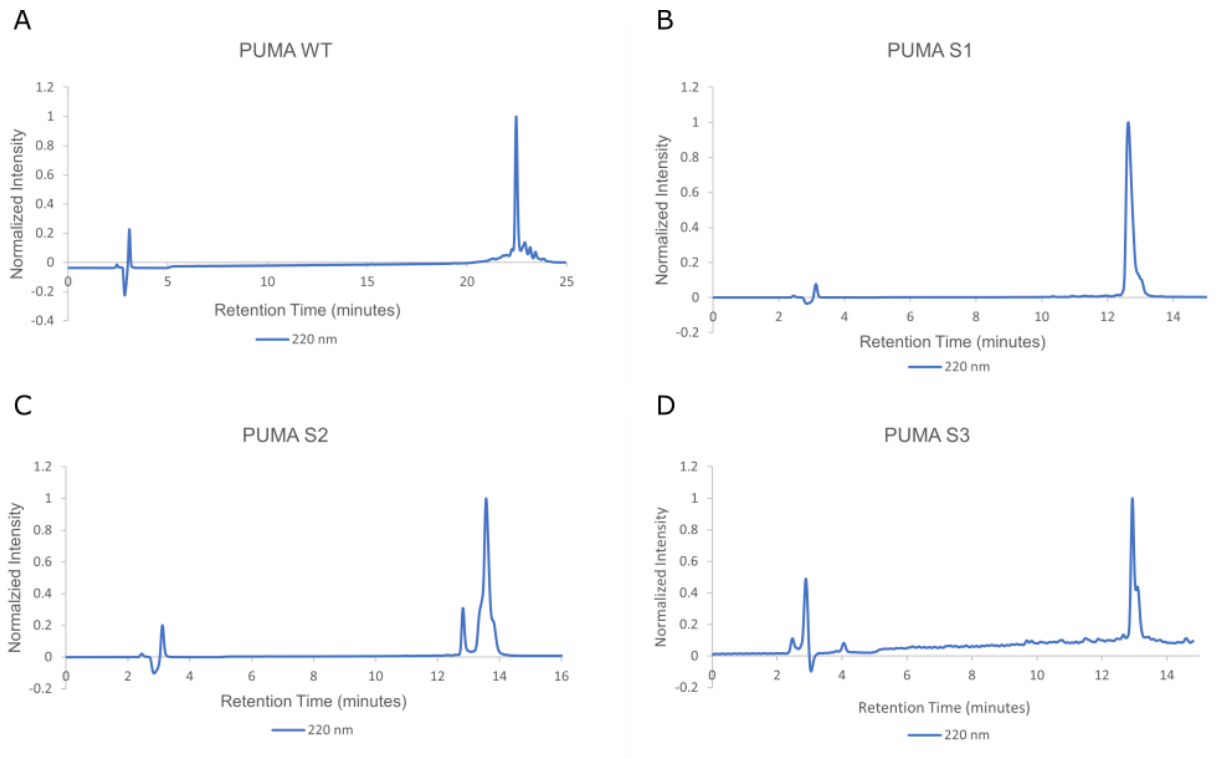 A
PUMA WT
1.2
1
0.8
0.6
0.4
0.2
0
-0.2
-0.4
Normalized Intensity
0 5 10 15 20 25
Retention Time (minutes)
220 nm
B
PUMA S1
1.2
1
0.8
0.6
0.4
0.2
0
-0.2
Normalized Intensity
0 2 4 6 8 10 12 14
Retention Time (minutes)
220 nm
C
PUMA S2
1.2
1
0.8
0.6
0.4
0.2
0
-0.2
Normalzied Intensity
0 2 4 6 8 10 12 14 16
Retention Time (minutes)
220 nm
D
PUMA S3
1.2
1
0.8
0.6
0.4
0.2
0
-0.2
Normalized Intensity
0 2 4 6 8 10 12 14
Retention Time (minutes)
220 nm